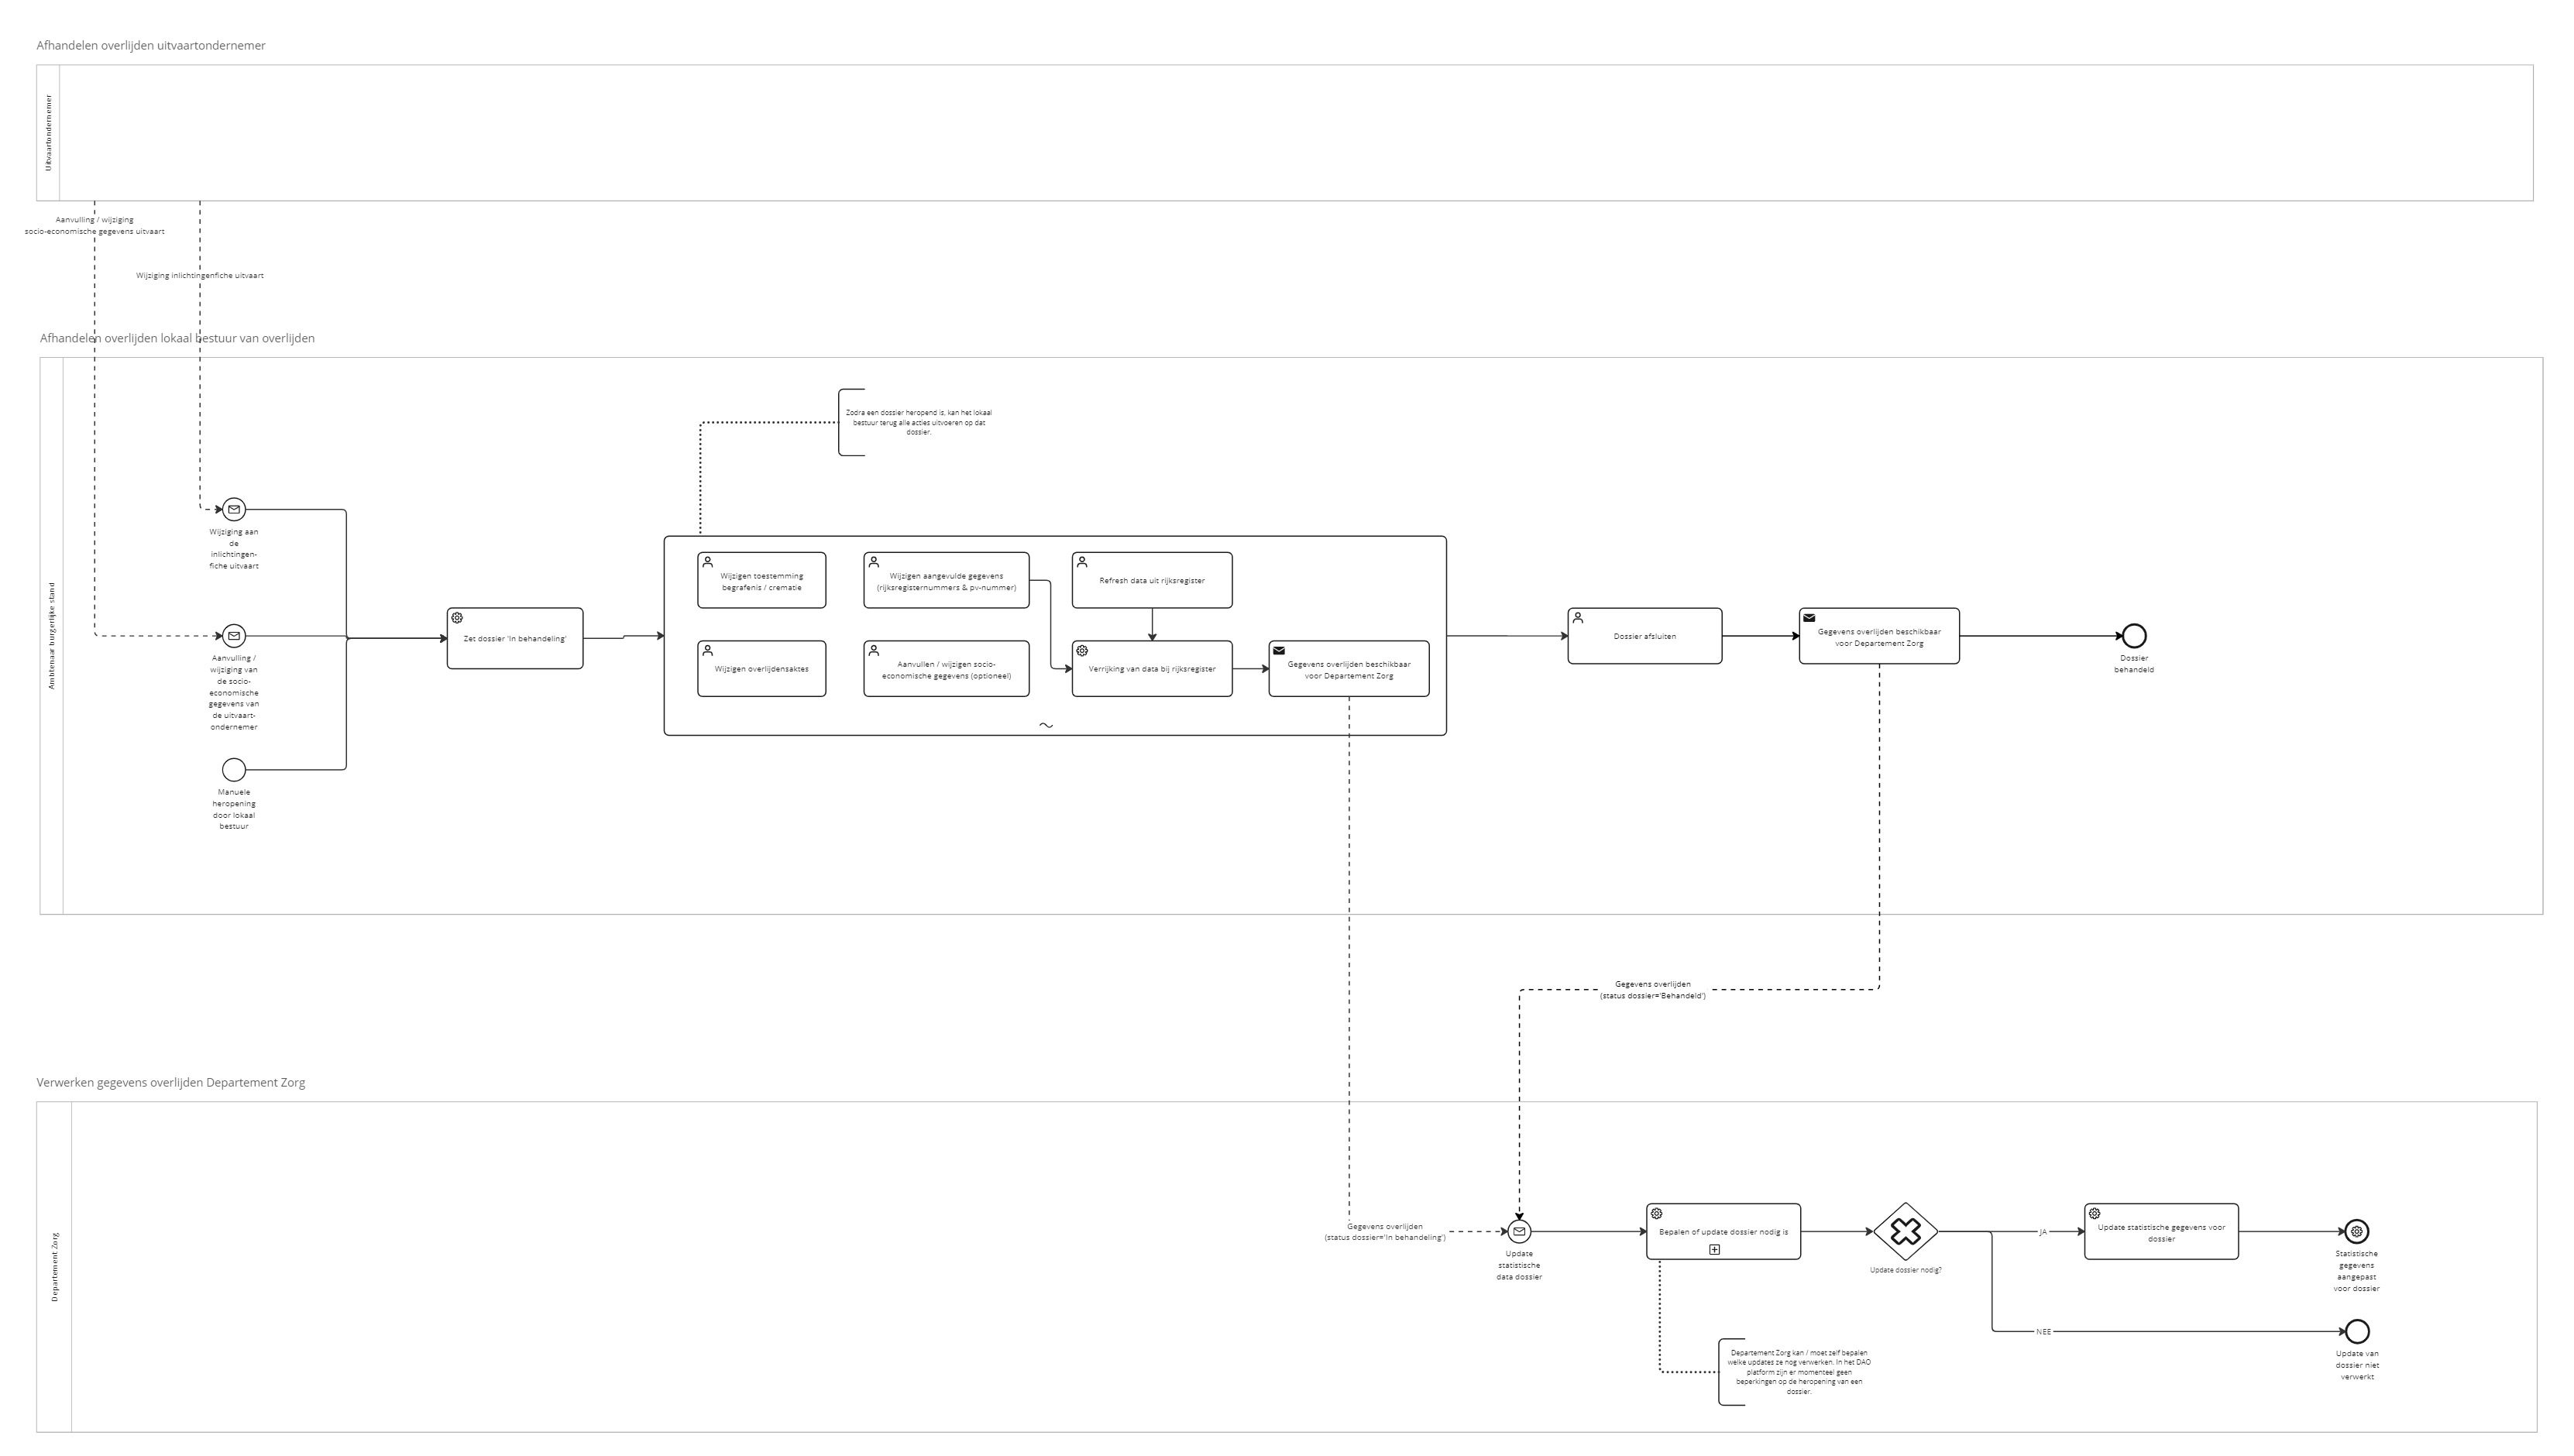 Afhandelen overlijden uitvaartondernemer
Uitvaartondernemer
Aanvulling / wijziging
socio-economische gegevens uitvaart
Wijziging inlichtingenfiche uitvaart
Afhandelen overlijden lokaal bestuur van overlijden
Ambtenaar burgerlijke stand
Zodra een dossier heropend is, kan het lokaal
bestuur terug alle acties uitvoeren op dat
dossier.
Wijziging aan
de
inlichtingen-
fiche uitvaart
Aanvulling /
wijziging van
de socio-
economische
gegevens van
de uitvaart-
ondernemer
Manuele
heropening
door lokaal
bestuur
Zet dossier 'in behandeling'
Wijzigen toestemming
begrafenis / crematie
Wijzigen aangevulde gegevens
(rijksregisternummers & pv-nummer)
Refresh data uit rijksregister
Wijzigen overlijdensaktes
Aanvullen / wijzigen socio-
economische gegevens (optioneel)
Verrijking van data bij rijksregister
Gegevens overlijden beschikbaar
voor Departement Zorg
Dossier afsluiten
Gegevens overlijden beschikbaar
voor Departement Zorg
Dossier
behandeld
Gegevens overlijden
(status dossier='Behandeld')
Verwerken gegevens overlijden Departement Zorg
Departement Zorg
Gegevens overlijden
(status dossier='In behandeling')
Update
statistische
data dossier
Bepalen of update dossier nodig is
Update dossier nodig?
JA
Update statistische gegevens voor
dossier
Statistische
gegevens
aangepast
voor dossier
NEE
Update van
dossier niet
verwerkt
Departement Zorg kan / moet zelf bepalen
welke updates ze nog verwerken. In het DAO
platform zijn er momenteel geen
beperkingen op de heropening van een
dossier.